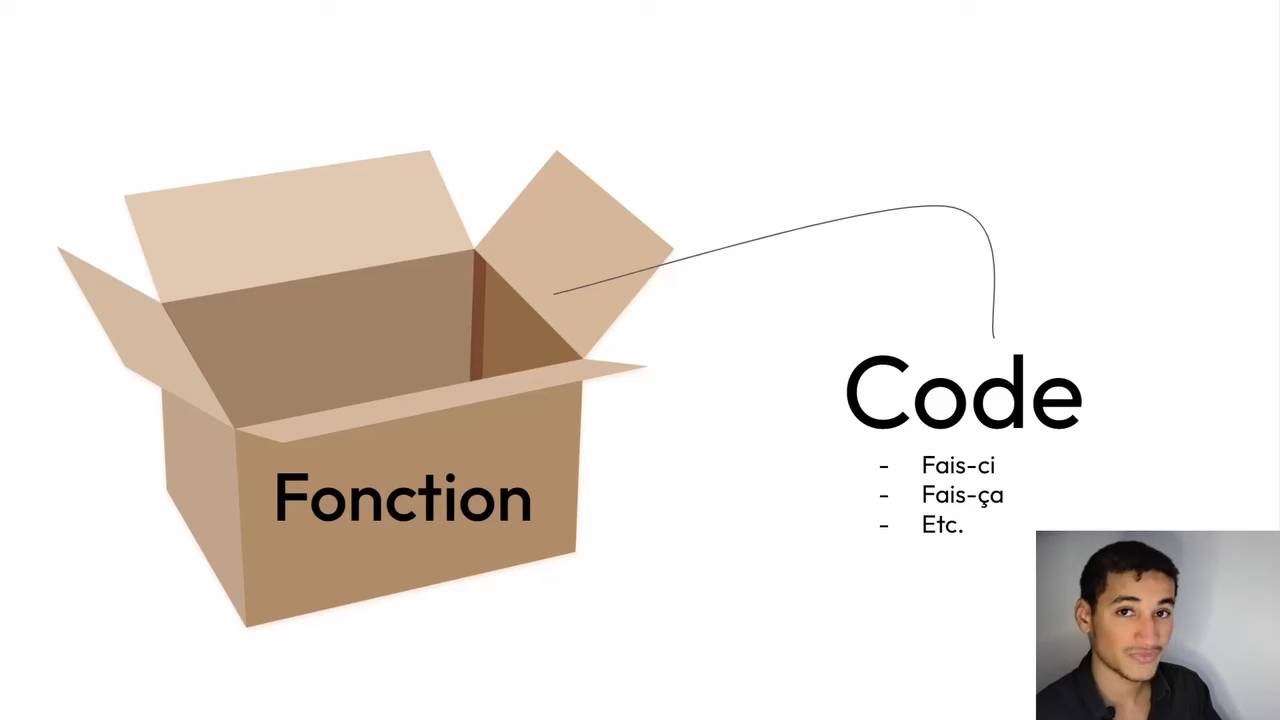 Fonction
Code
- Fais-ci
- Fais-ça
- Etc.